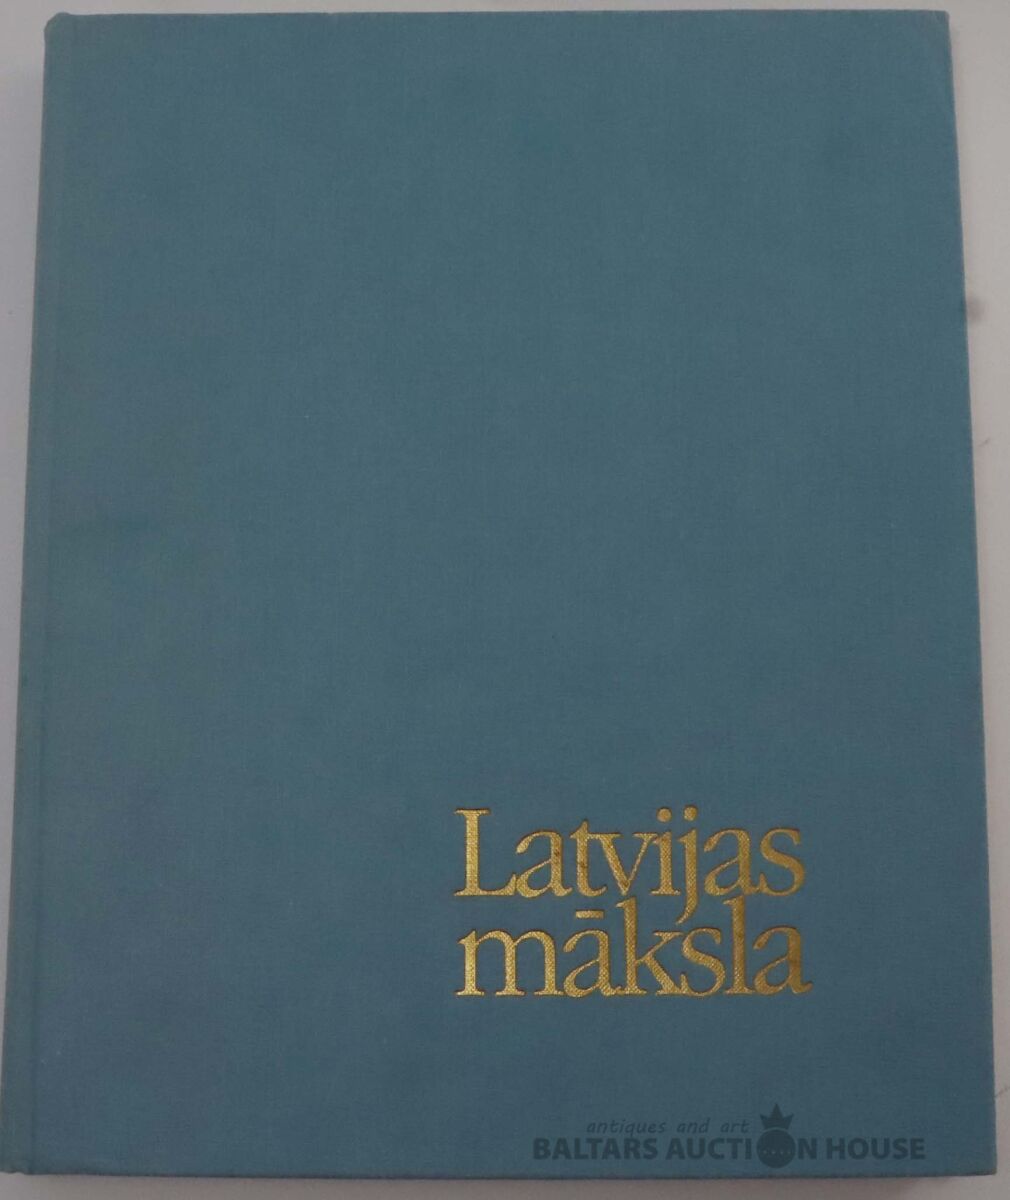 Latvijas
māksla
antiques and art
BALTARS AUCTION HOUSE